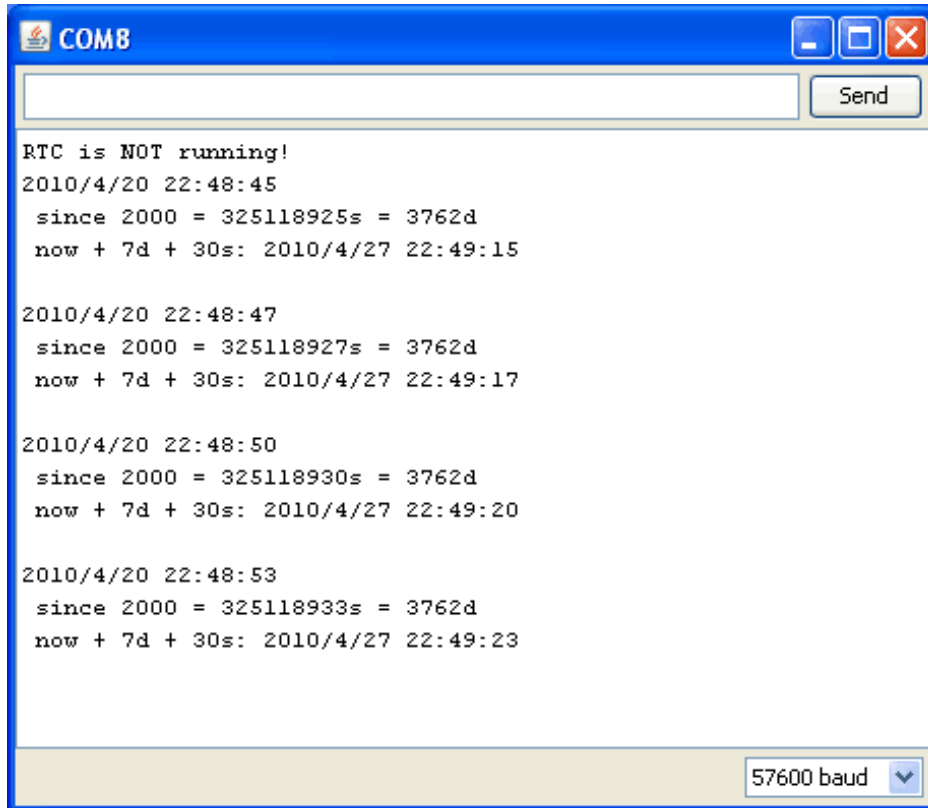 COM8
Send
RTC is NOT running!
2010/4/20 22:48:45
 since 2000 = 325118925s = 3762d
 now + 7d + 30s: 2010/4/27 22:49:15

2010/4/20 22:48:47
 since 2000 = 325118927s = 3762d
 now + 7d + 30s: 2010/4/27 22:49:17

2010/4/20 22:48:50
 since 2000 = 325118930s = 3762d
 now + 7d + 30s: 2010/4/27 22:49:20

2010/4/20 22:48:53
 since 2000 = 325118933s = 3762d
 now + 7d + 30s: 2010/4/27 22:49:23
57600 baud